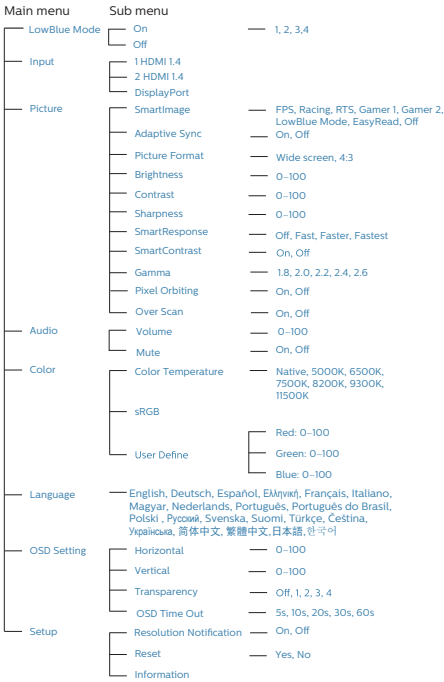 Main menu Sub menu
LowBlue Mode On 1, 2, 3,4
Off
Input 1 HDMI 1.4
2 HDMI 1.4
DisplayPort
Picture SmartImage FPS, Racing, RTS, Gamer 1, Gamer 2,
LowBlue Mode, EasyRead, Off
Adaptive Sync On, Off
Picture Format Wide screen, 4:3
Brightness 0–100
Contrast 0–100
Sharpness 0–100
SmartResponse Off, Fast, Faster, Fastest
SmartContrast On, Off
Gamma 1.8, 2.0, 2.2, 2.4, 2.6
Pixel Orbiting On, Off
Over Scan On, Off
Audio Volume 0–100
Mute On, Off
Color Color Temperature Native, 5000K, 6500K,
7500K, 8200K, 9300K,
11500K
sRGB
Red: 0–100
User Define Green: 0–100
Blue: 0–100
Language English, Deutsch, Español, Ελληνική, Français, Italiano,
Magyar, Nederlands, Português, Português do Brasil,
Polski , Русский, Svenska, Suomi, Türkçe, Čeština,
Українська, 简体中文, 繁體中文,日本語,한국어
OSD Setting Horizontal 0–100
Vertical 0–100
Transparency Off, 1, 2, 3, 4
OSD Time Out 5s, 10s, 20s, 30s, 60s
Setup Resolution Notification On, Off
Reset Yes, No
Information